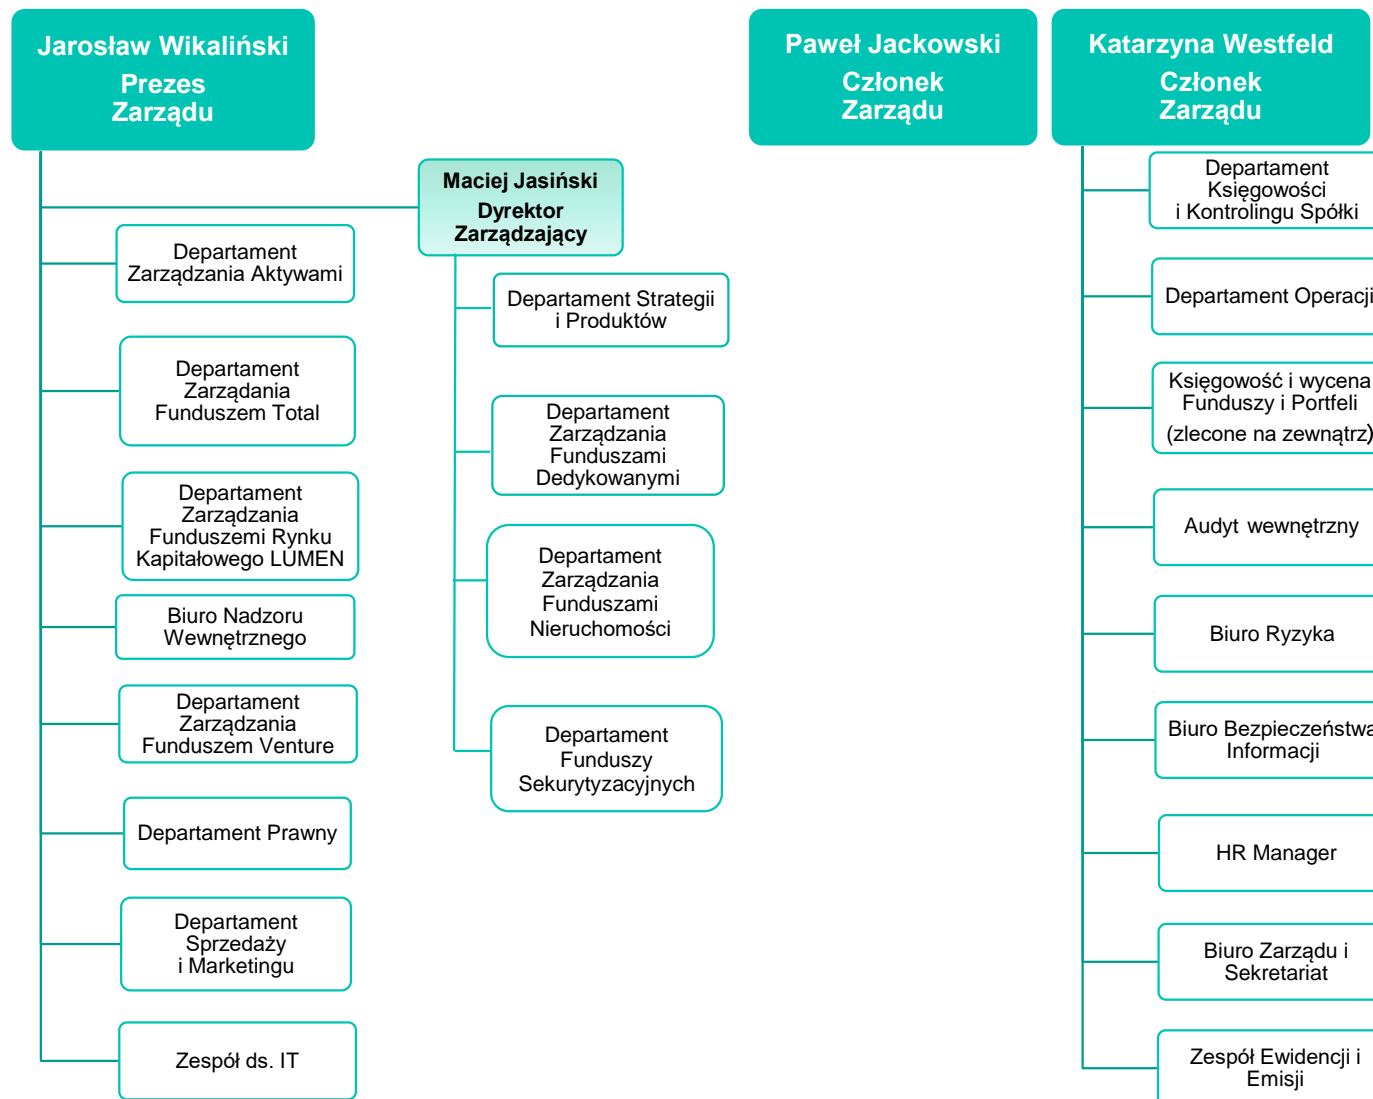 Jarosław Wikaliński
Prezes
Zarządu
Paweł Jackowski
Członek
Zarządu
Katarzyna Westfeld
Członek
Zarządu
Maciej Jasiński
Dyrektor
Zarządzający
Departament
Zarządzania Aktywami
Departament
Zarządania
Funduszem Total
Departament
Zarządzania
Funduszemi Rynku
Kapitałowego LUMEN
Biuro Nadzoru
Wewnętrznego
Departament
Zarządzania
Funduszem Venture
Departament Prawny
Departament
Sprzedaży
i Marketingu
Zespół ds. IT
Departament Strategii
i Produktów
Departament
Zarządzania
Funduszami
Dedykowanymi
Departament
Zarządzania
Funduszami
Nieruchomości
Departament
Funduszy
Sekurytyzacyjnych
Departament
Księgowości
i Kontrolingu Spółki
Departament Operacji
Księgowość i wycena
Funduszy i Portfeli
(zlecone na zewnątrz)
Audyt wewnętrzny
Biuro Ryzyka
Biuro Bezpieczeństwa
Informacji
HR Manager
Biuro Zarządu i
Sekretariat
Zespół Ewidencji i
Emisji